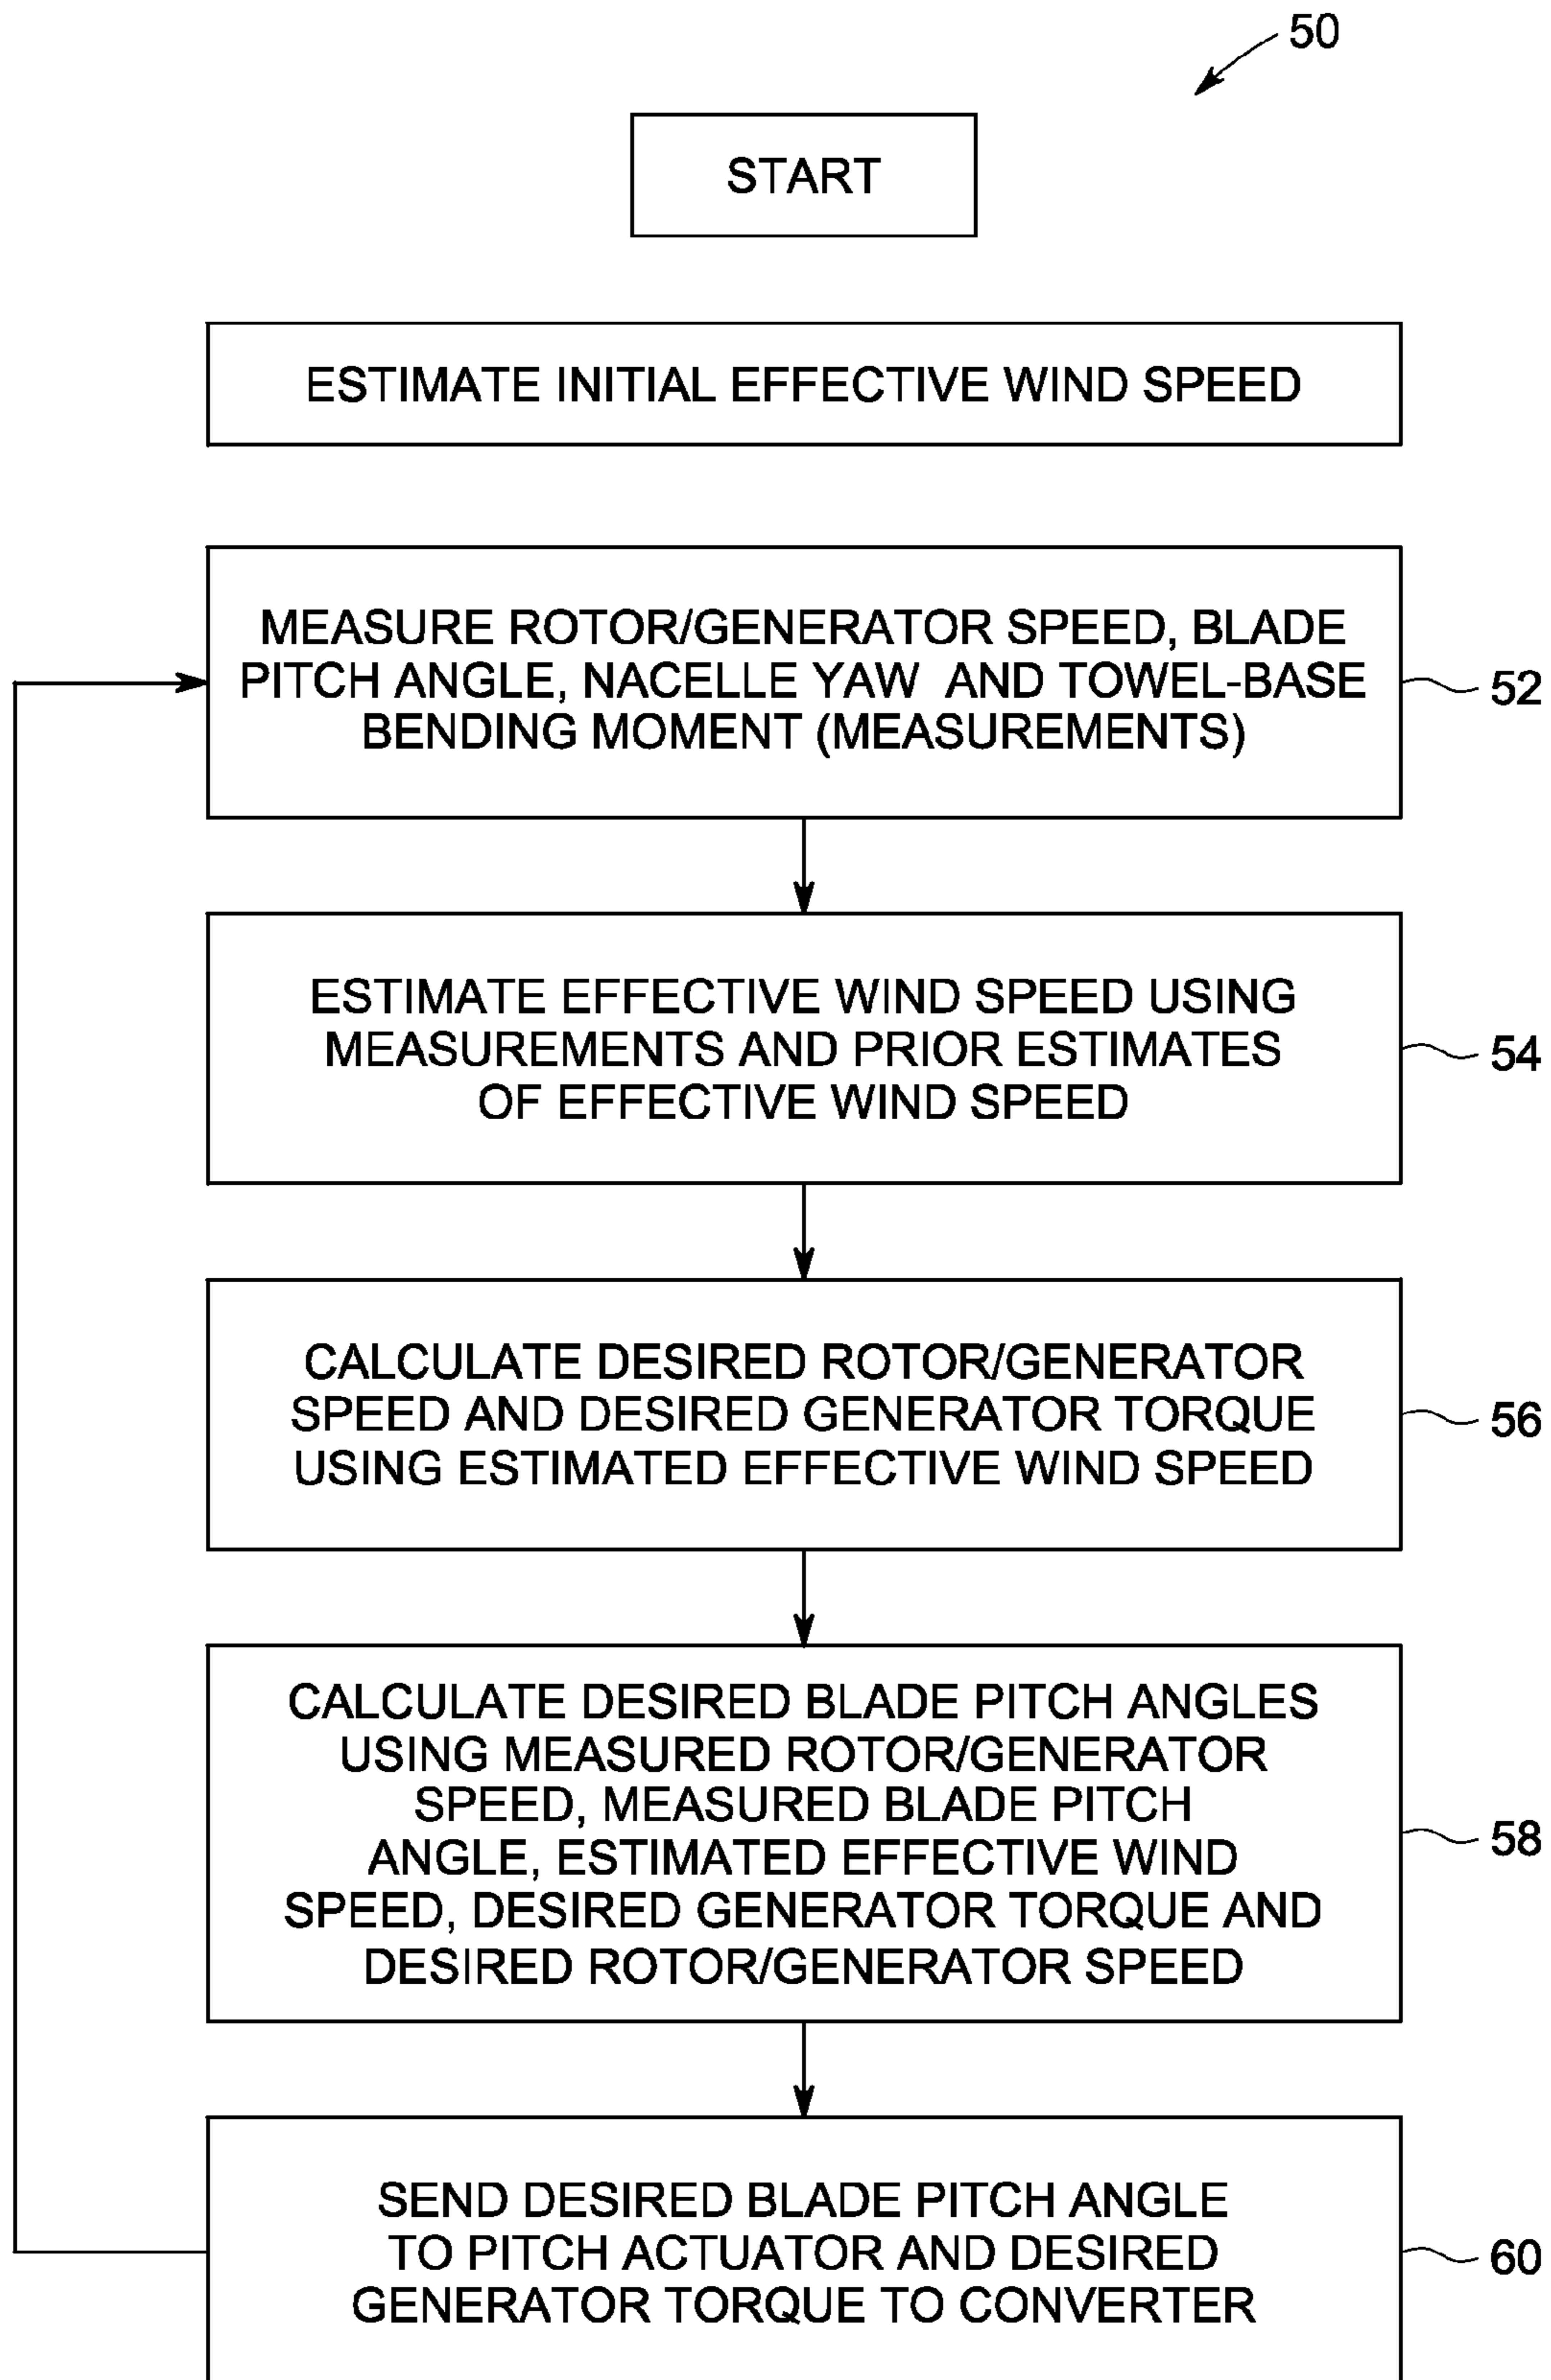 50
START
ESTIMATE INITIAL EFFECTIVE WIND SPEED
MEASURE ROTOR/GENERATOR SPEED, BLADE
PITCH ANGLE, NACELLE YAW AND TOWEL-BASE
BENDING MOMENT (MEASUREMENTS)
52
ESTIMATE EFFECTIVE WIND SPEED USING
MEASUREMENTS AND PRIOR ESTIMATES
OF EFFECTIVE WIND SPEED
54
CALCULATE DESIRED ROTOR/GENERATOR
SPEED AND DESIRED GENERATOR TORQUE
USING ESTIMATED EFFECTIVE WIND SPEED
56
CALCULATE DESIRED BLADE PITCH ANGLES
USING MEASURED ROTOR/GENERATOR
SPEED, MEASURED BLADE PITCH
ANGLE, ESTIMATED EFFECTIVE WIND
SPEED, DESIRED GENERATOR TORQUE AND
DESIRED ROTOR/GENERATOR SPEED
58
SEND DESIRED BLADE PITCH ANGLE
TO PITCH ACTUATOR AND DESIRED
GENERATOR TORQUE TO CONVERTER
60